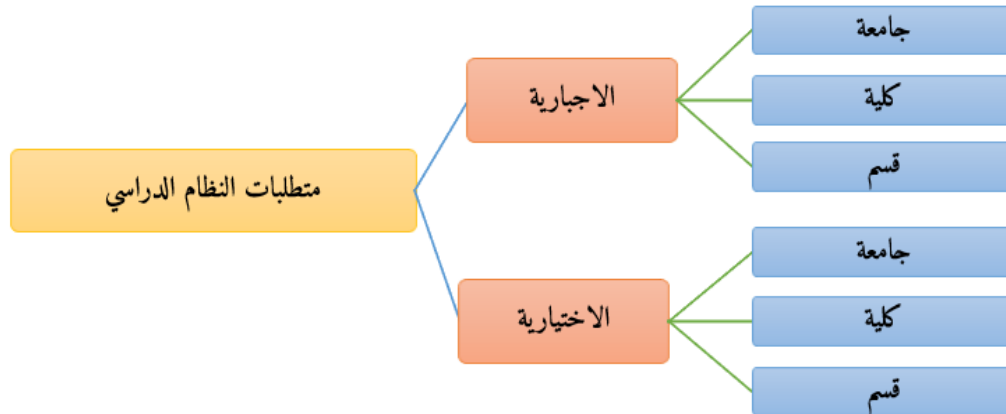 متطلبات النظام الدراسي
الاجبارية
جامعة
كلية
قسم
الاختيارية
جامعة
كلية
قسم